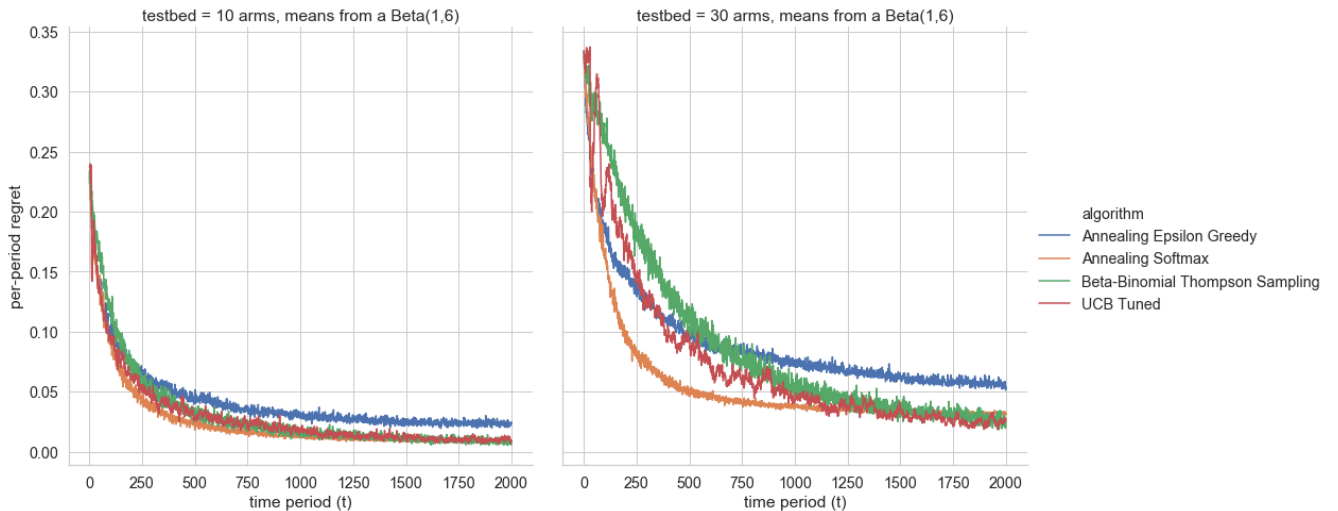 testbed = 10 arms, means from a Beta(1,6)
testbed = 30 arms, means from a Beta(1,6)
0.35
0.30
0.25
0.20
0.15
0.10
0.05
0.00
per-period regret
0 250 500 750 1000 1250 1500 1750 2000
time period (t)
0 250 500 750 1000 1250 1500 1750 2000
time period (t)
algorithm
Annealing Epsilon Greedy
Annealing Softmax
Beta-Binomial Thompson Sampling
UCB Tuned